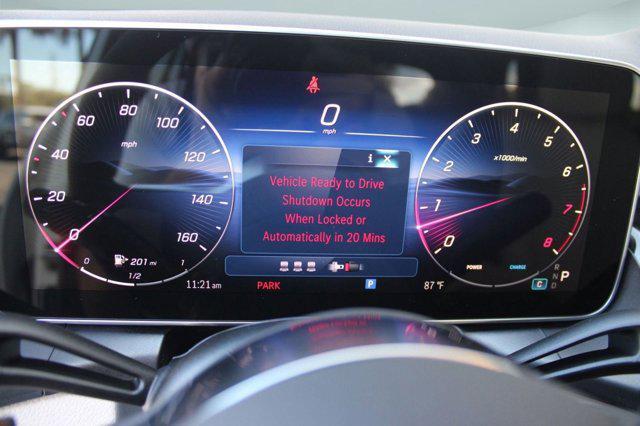 0
mph
i X
Vehicle Ready to Drive
Shutdown Occurs
When Locked or
Automatically in 20 Mins
0
20
40
60
80
100
120
140
160
mph
201 mi
0 1/2 1
11:21 am
PARK
P
87 °F
0
1
2
3
4
5
6
7
8
x1000/min
POWER
CHARGE
C
R
N
D
P